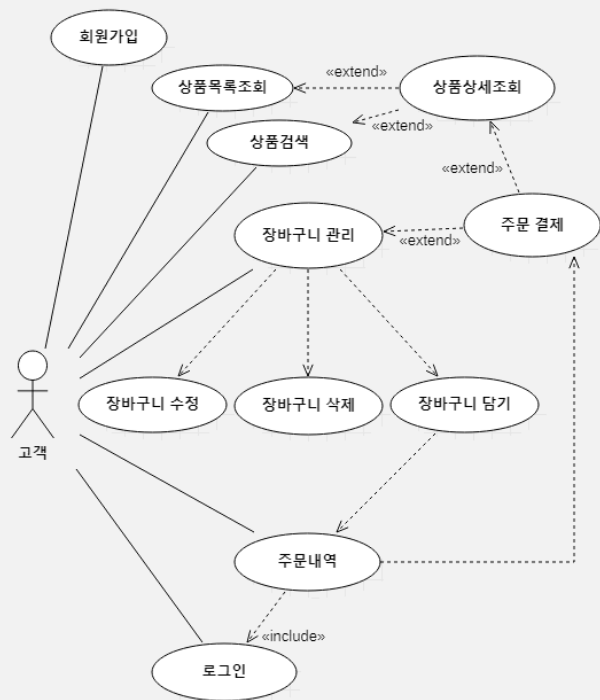 회원가입
«extend»
상품목록조회
상품상세조회
«extend»
상품검색
«extend»
주문 결제
장바구니 관리
«extend»
장바구니 수정
장바구니 삭제
장바구니 담기
고객
주문내역
«include»
로그인